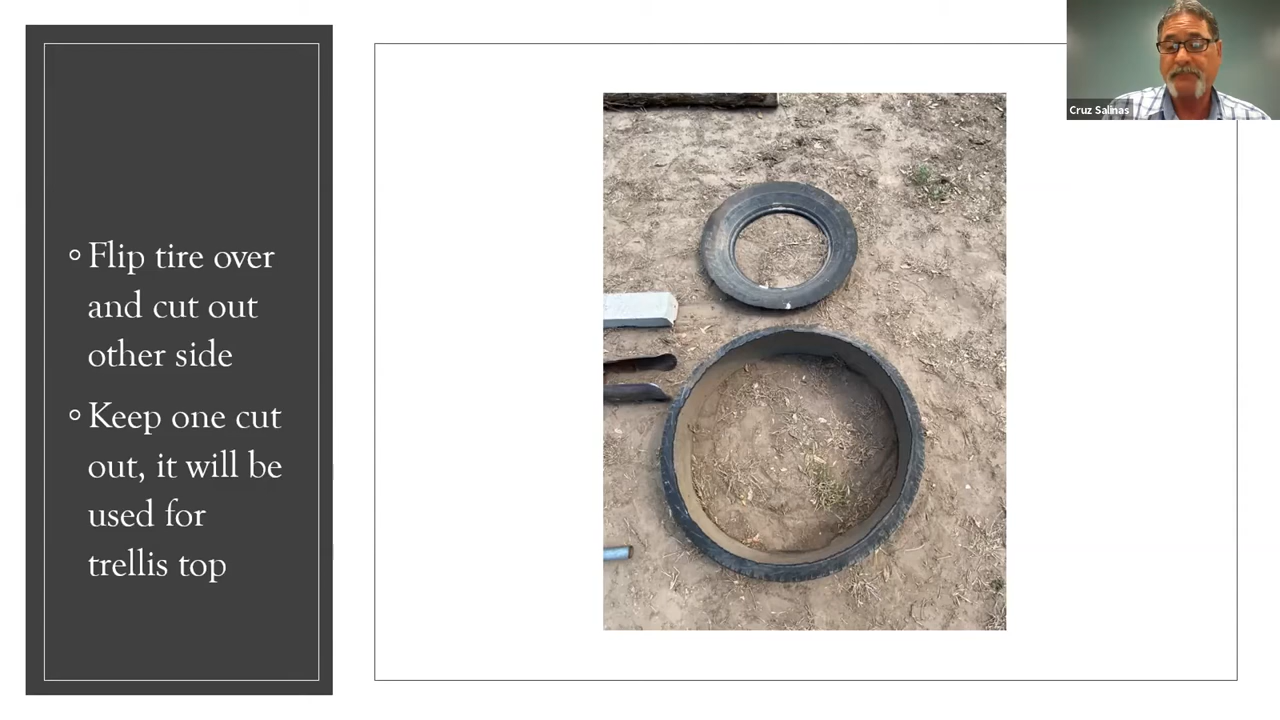 ◦ Flip tire over
and cut out
other side
◦ Keep one cut
out, it will be
used for
trellis top
Cruz Salinas